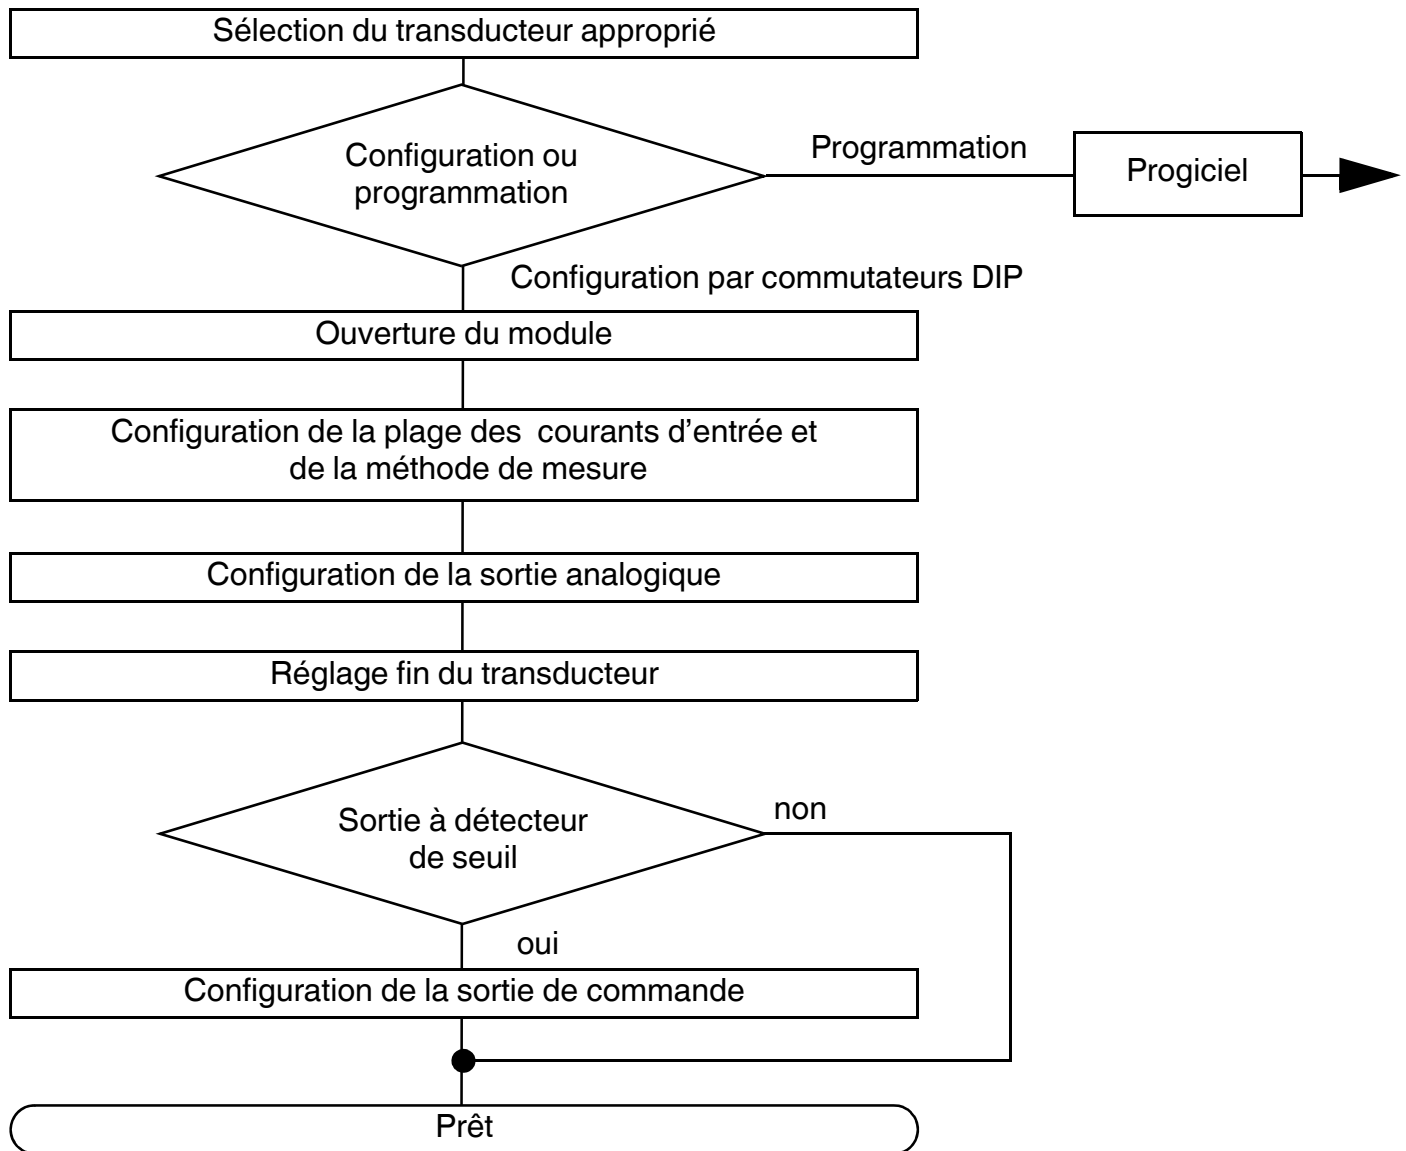 Sélection du transducteur approprié
Configuration ou
programmation
Programmation
Progiciel
Configuration par commutateurs DIP
Ouverture du module
Configuration de la plage des  courants d’entrée et
de la méthode de mesure
Configuration de la sortie analogique
Réglage fin du transducteur
Sortie à détecteur
de seuil
non
oui
Configuration de la sortie de commande
Prêt